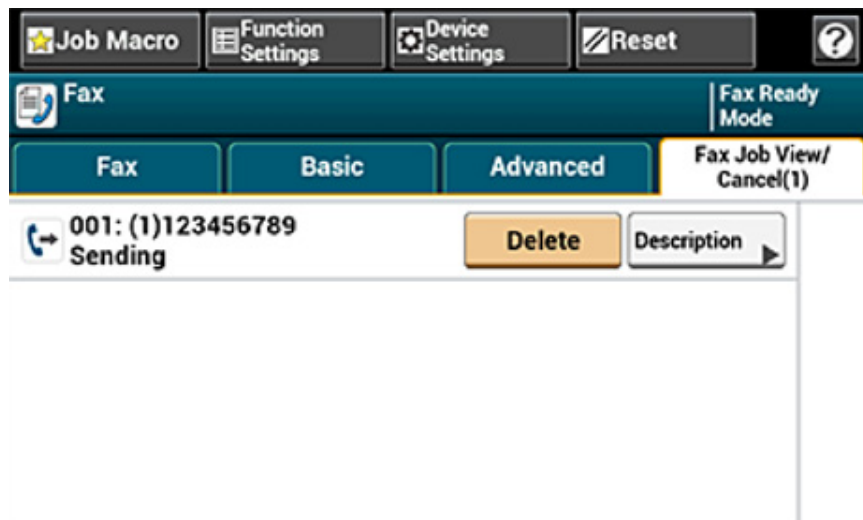 Job Macro
Function
Settings
Device
Settings
Reset
?
Fax
Fax Ready
Mode
Fax
Basic
Advanced
Fax Job View/
Cancel(1)
001: (1)123456789
Sending
Delete
Description